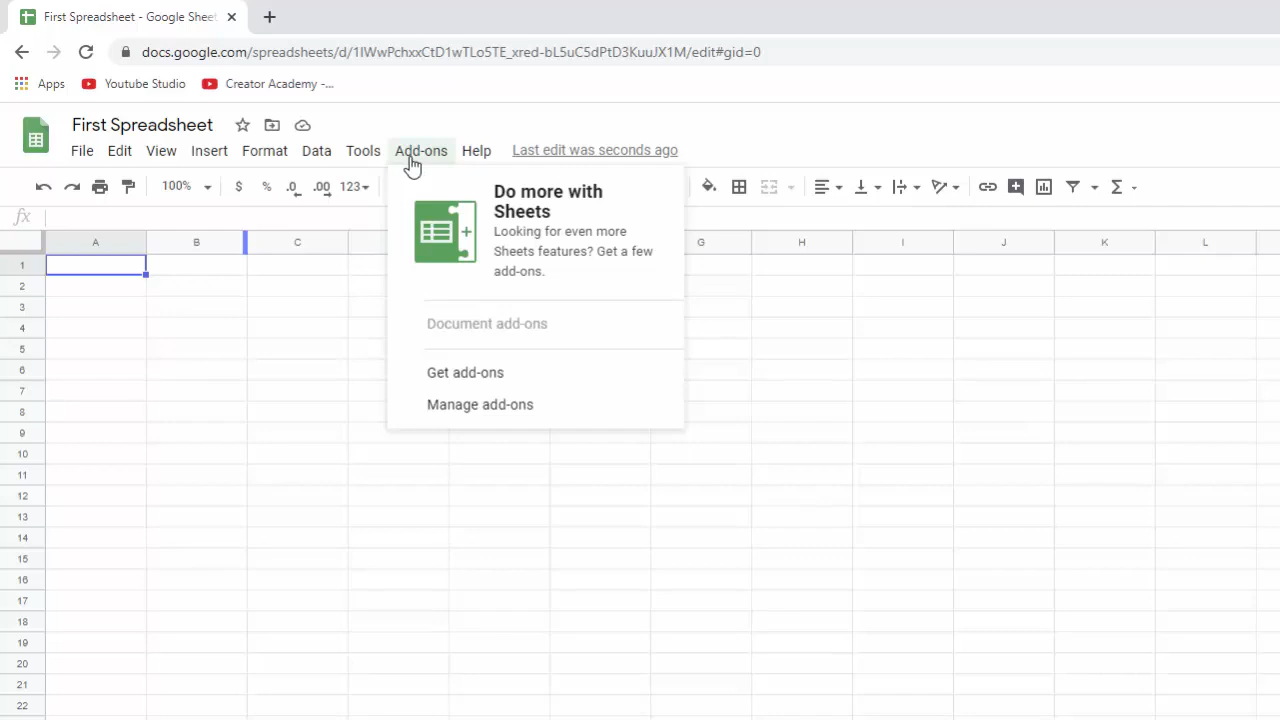 First Spreadsheet - Google Sheet
docs.google.com/spreadsheets/d/1IWwPchxxCtD1wTLo5TE_xred-bL5uC5dPtD3KuuJX1M/edit#gid=0
Apps Youtube Studio Creator Academy -...
First Spreadsheet
File Edit View Insert Format Data Tools Add-ons Help Last edit was seconds ago
100% $ % .0 .00 123
fx
Do more with
Sheets
Looking for even more
Sheets features? Get a few
add-ons.
Document add-ons
Get add-ons
Manage add-ons
A B C G H I J K L
1
2
3
4
5
6
7
8
9
10
11
12
13
14
15
16
17
18
19
20
21
22